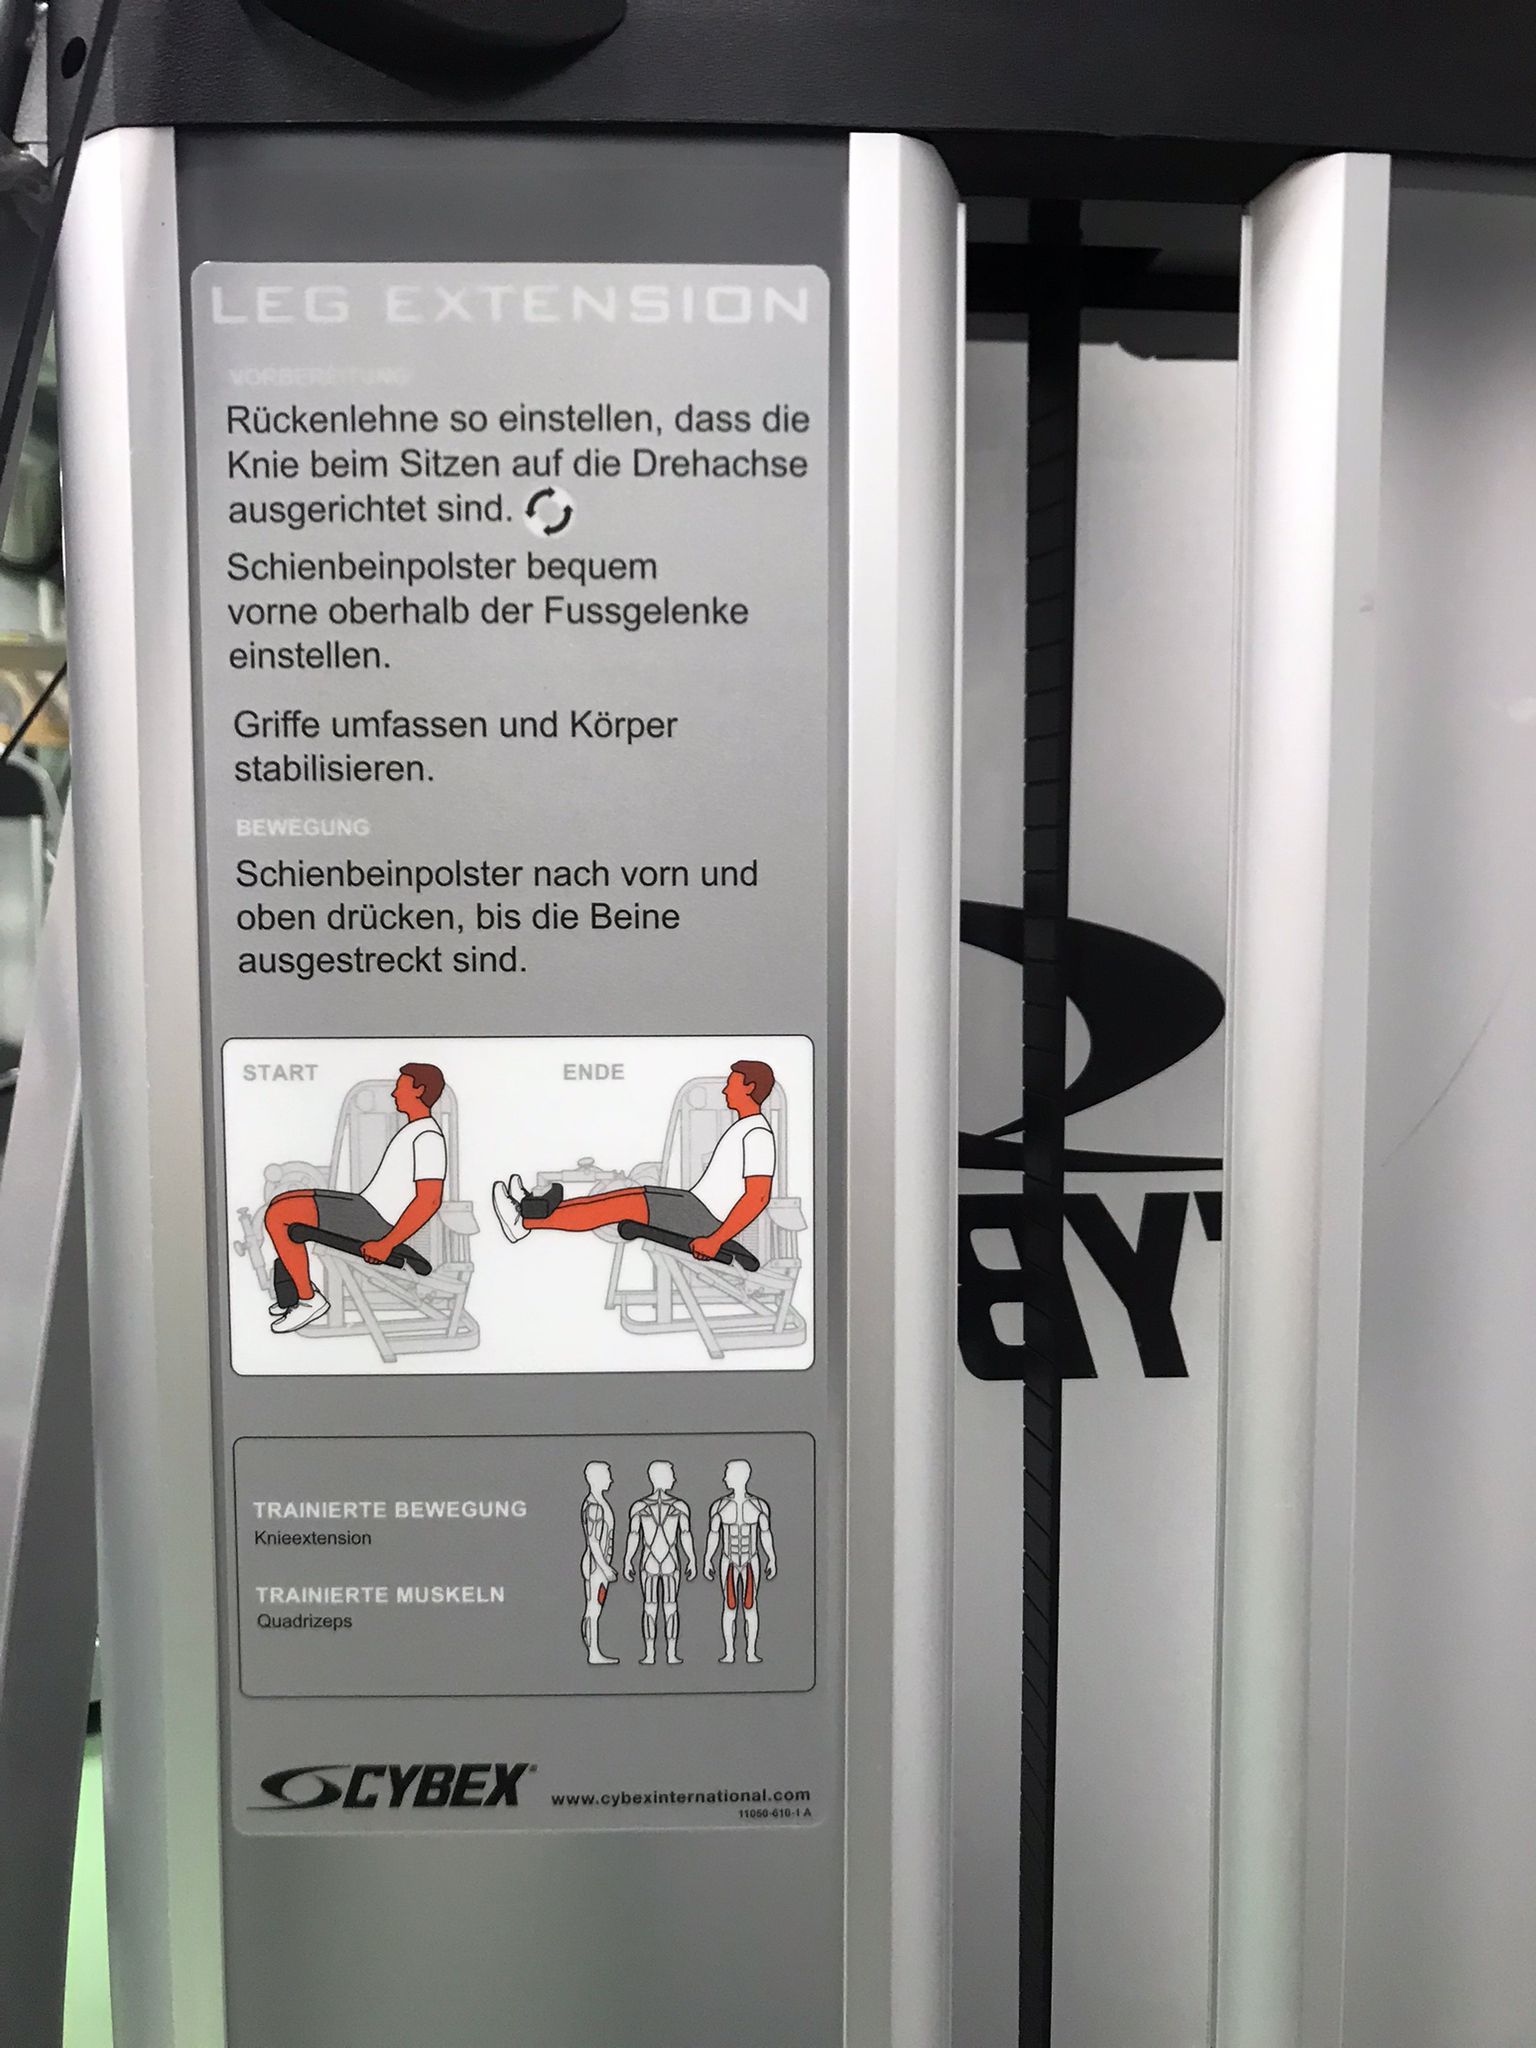 LEG EXTENSION
VORBEREITUNG
Rückenlehne so einstellen, dass die
Knie beim Sitzen auf die Drehachse
ausgerichtet sind.
Schienbeinpolster bequem
vorne oberhalb der Fussgelenke
einstellen.
Griffe umfassen und Körper
stabilisieren.
BEWEGUNG
Schienbeinpolster nach vorn und
oben drücken, bis die Beine
ausgestreckt sind.
START ENDE
TRAINIERTE BEWEGUNG
Knieextension
TRAINIERTE MUSKELN
Quadrizeps
CYBEX®
www.cybexinternational.com
11050-610-1 A